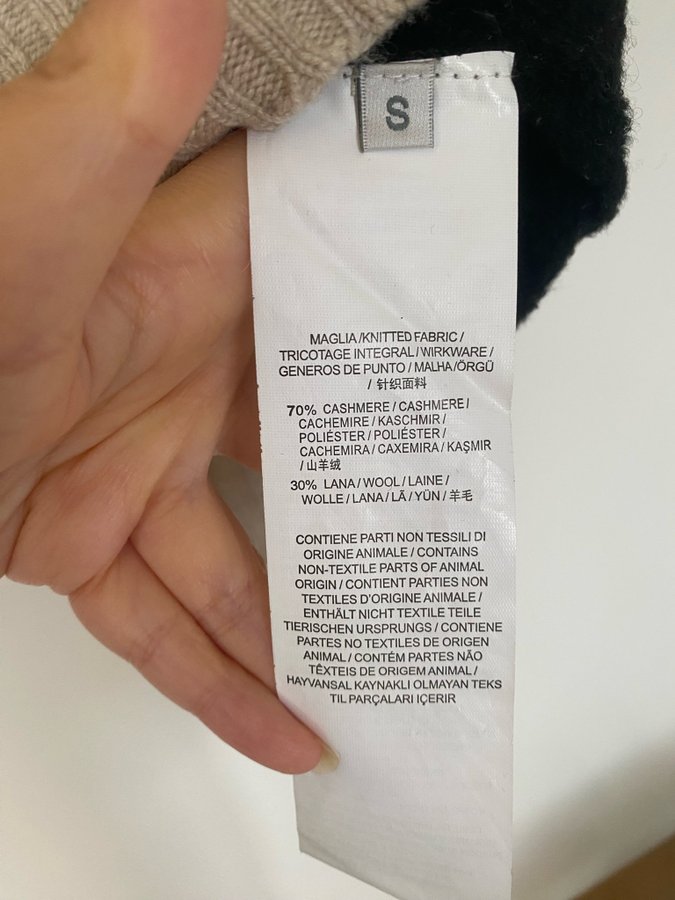 S
MAGLIA/KNITTED FABRIC/
TRICOTAGE INTEGRAL/WIRKWARE/
GENEROS DE PUNTO/MALHA/ÖRGÜ
/针织面料
70% CASHMERE/CASHMERE/
CACHEMIRE/KASCHMIR/
POLIÉSTER/POLIÉSTER/
CACHEMIRA/CAXEMIRA/KAŞMIR
/山羊绒
30% LANA/WOOL/LAINE/
WOLLE/LANA/LÃ/YÜN/羊毛
CONTIENE PARTI NON TESSILI DI
ORIGINE ANIMALE/CONTAINS
NON-TEXTILE PARTS OF ANIMAL
ORIGIN/CONTIENT PARTIES NON
TEXTILES D'ORIGINE ANIMALE/
ENTHÄLT NICHT TEXTILE TEILE
TIERISCHEN URSPRUNGS/CONTIENE
PARTES NO TEXTILES DE ORIGEN
ANIMAL/CONTÉM PARTES NÃO
TÊXTEIS DE ORIGEM ANIMAL/
HAYVANSAL KAYNAKLI OLMAYAN TEKS
TIL PARÇALARI IÇERIR